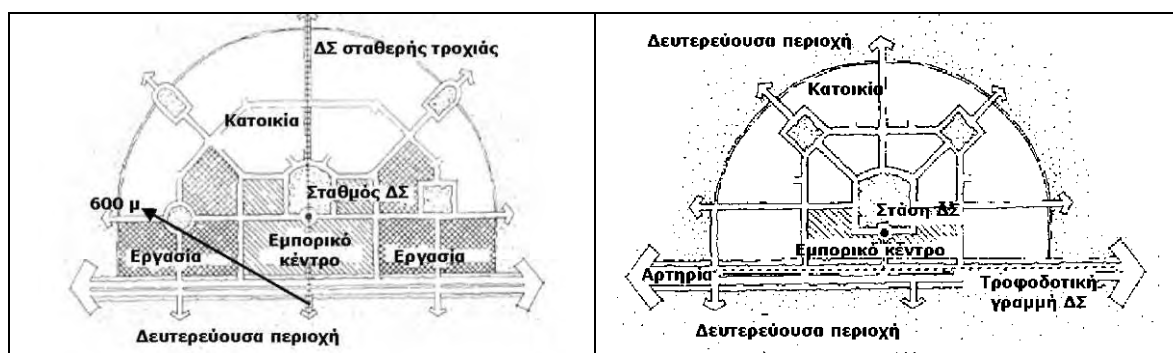 ΔΣ σταθερής τροχιάς
Κατοικία
Σταθμός ΔΣ
600 μ
Εμπορικό
κέντρο
Εργασία
Εργασία
Δευτερεύουσα περιοχή
Δευτερεύουσα περιοχή
Κατοικία
Στάση ΔΣ
Εμπορικό κέντρο
Αρτηρία
Τροφοδοτική
γραμμή ΔΣ
Δευτερεύουσα περιοχή